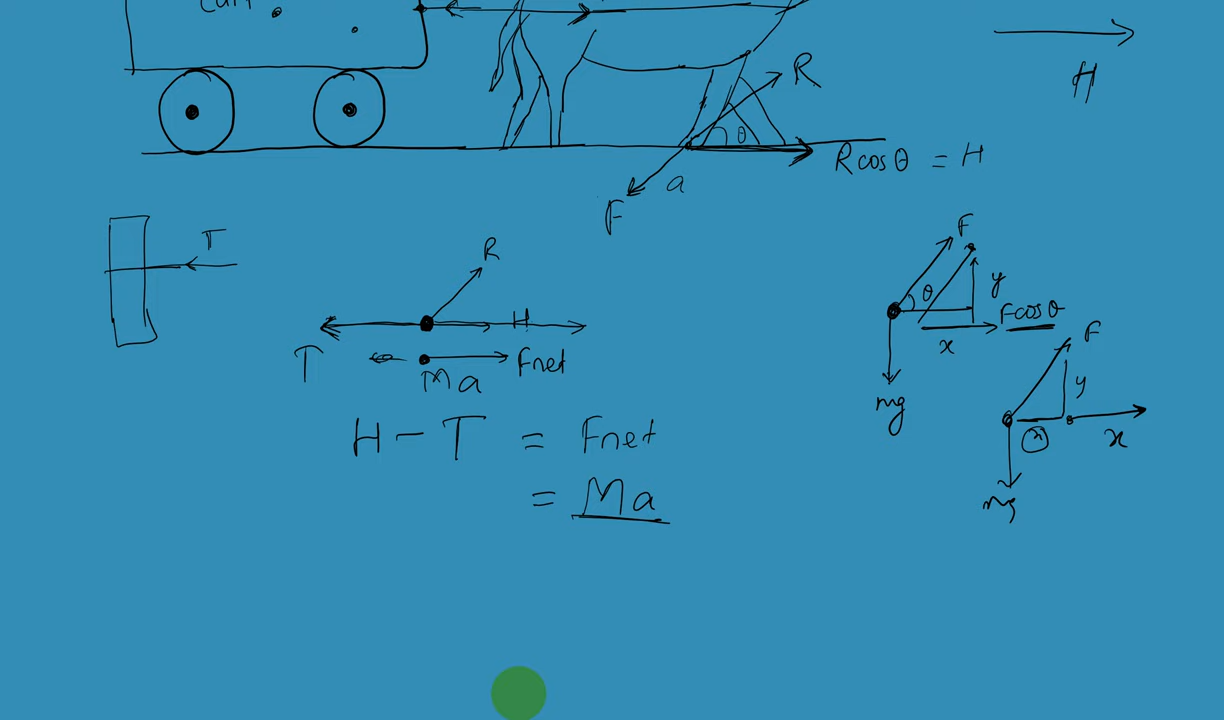 H
R
θ
R cos θ = H
a
F
T
R
H
T
Fnet
Ma
H - T = Fnet
= Ma
F
θ
y
F cos θ
x
mg
F
y
x
x
mg